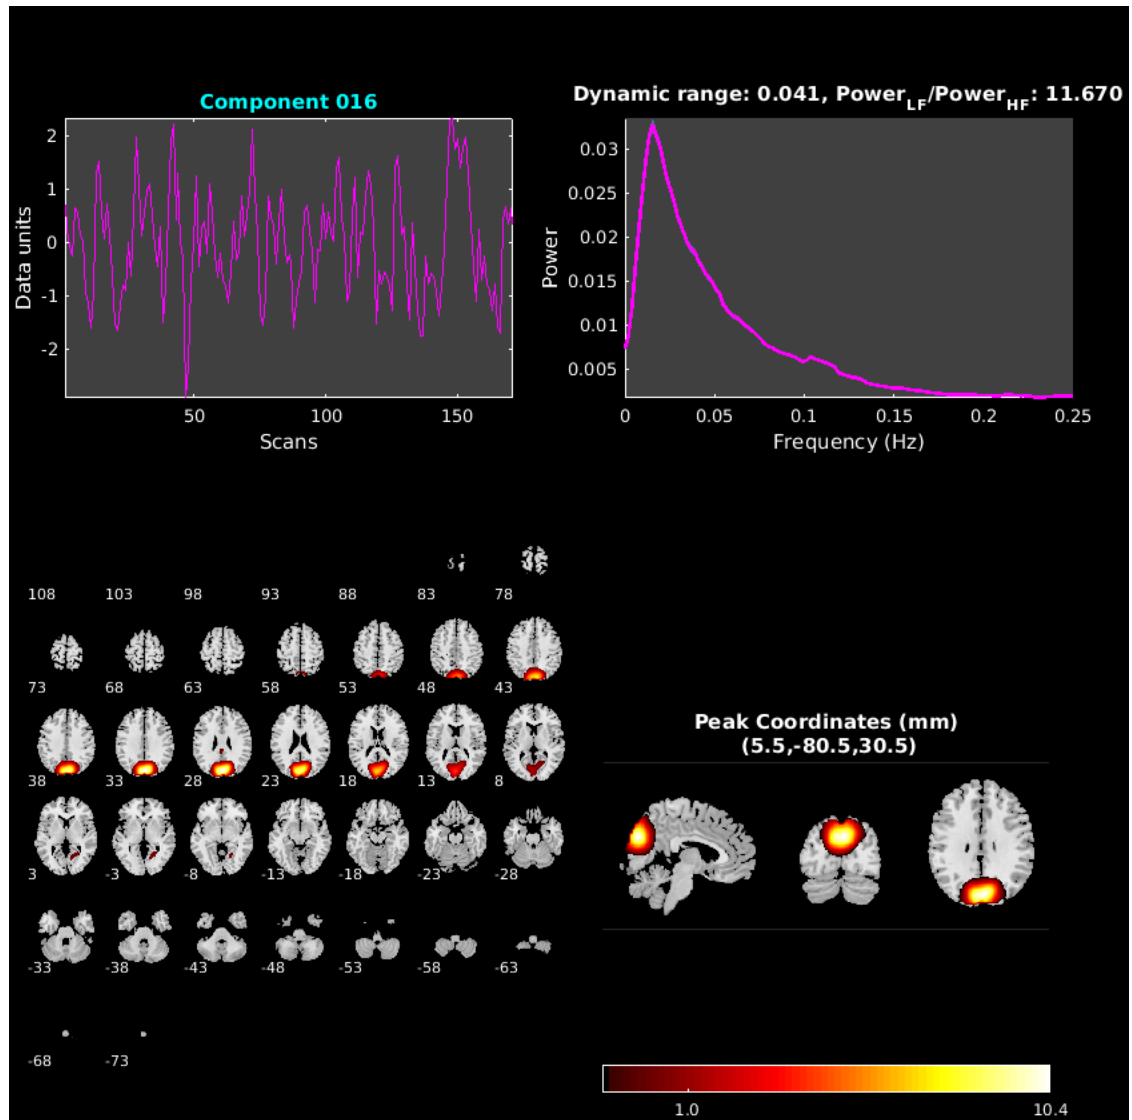 Component 016
2
1
0
-1
-2
Data units
50 100 150
Scans
Dynamic range: 0.041, Power_LF/Power_HF: 11.670
0.03
0.025
0.02
0.015
0.01
0.005
Power
0 0.05 0.1 0.15 0.2 0.25
Frequency (Hz)
108 103 98 93 88 83 78
73 68 63 58 53 48 43
38 33 28 23 18 13 8
3 -3 -8 -13 -18 -23 -28
-33 -38 -43 -48 -53 -58 -63
-68 -73
Peak Coordinates (mm)
(5.5,-80.5,30.5)
1.0 10.4